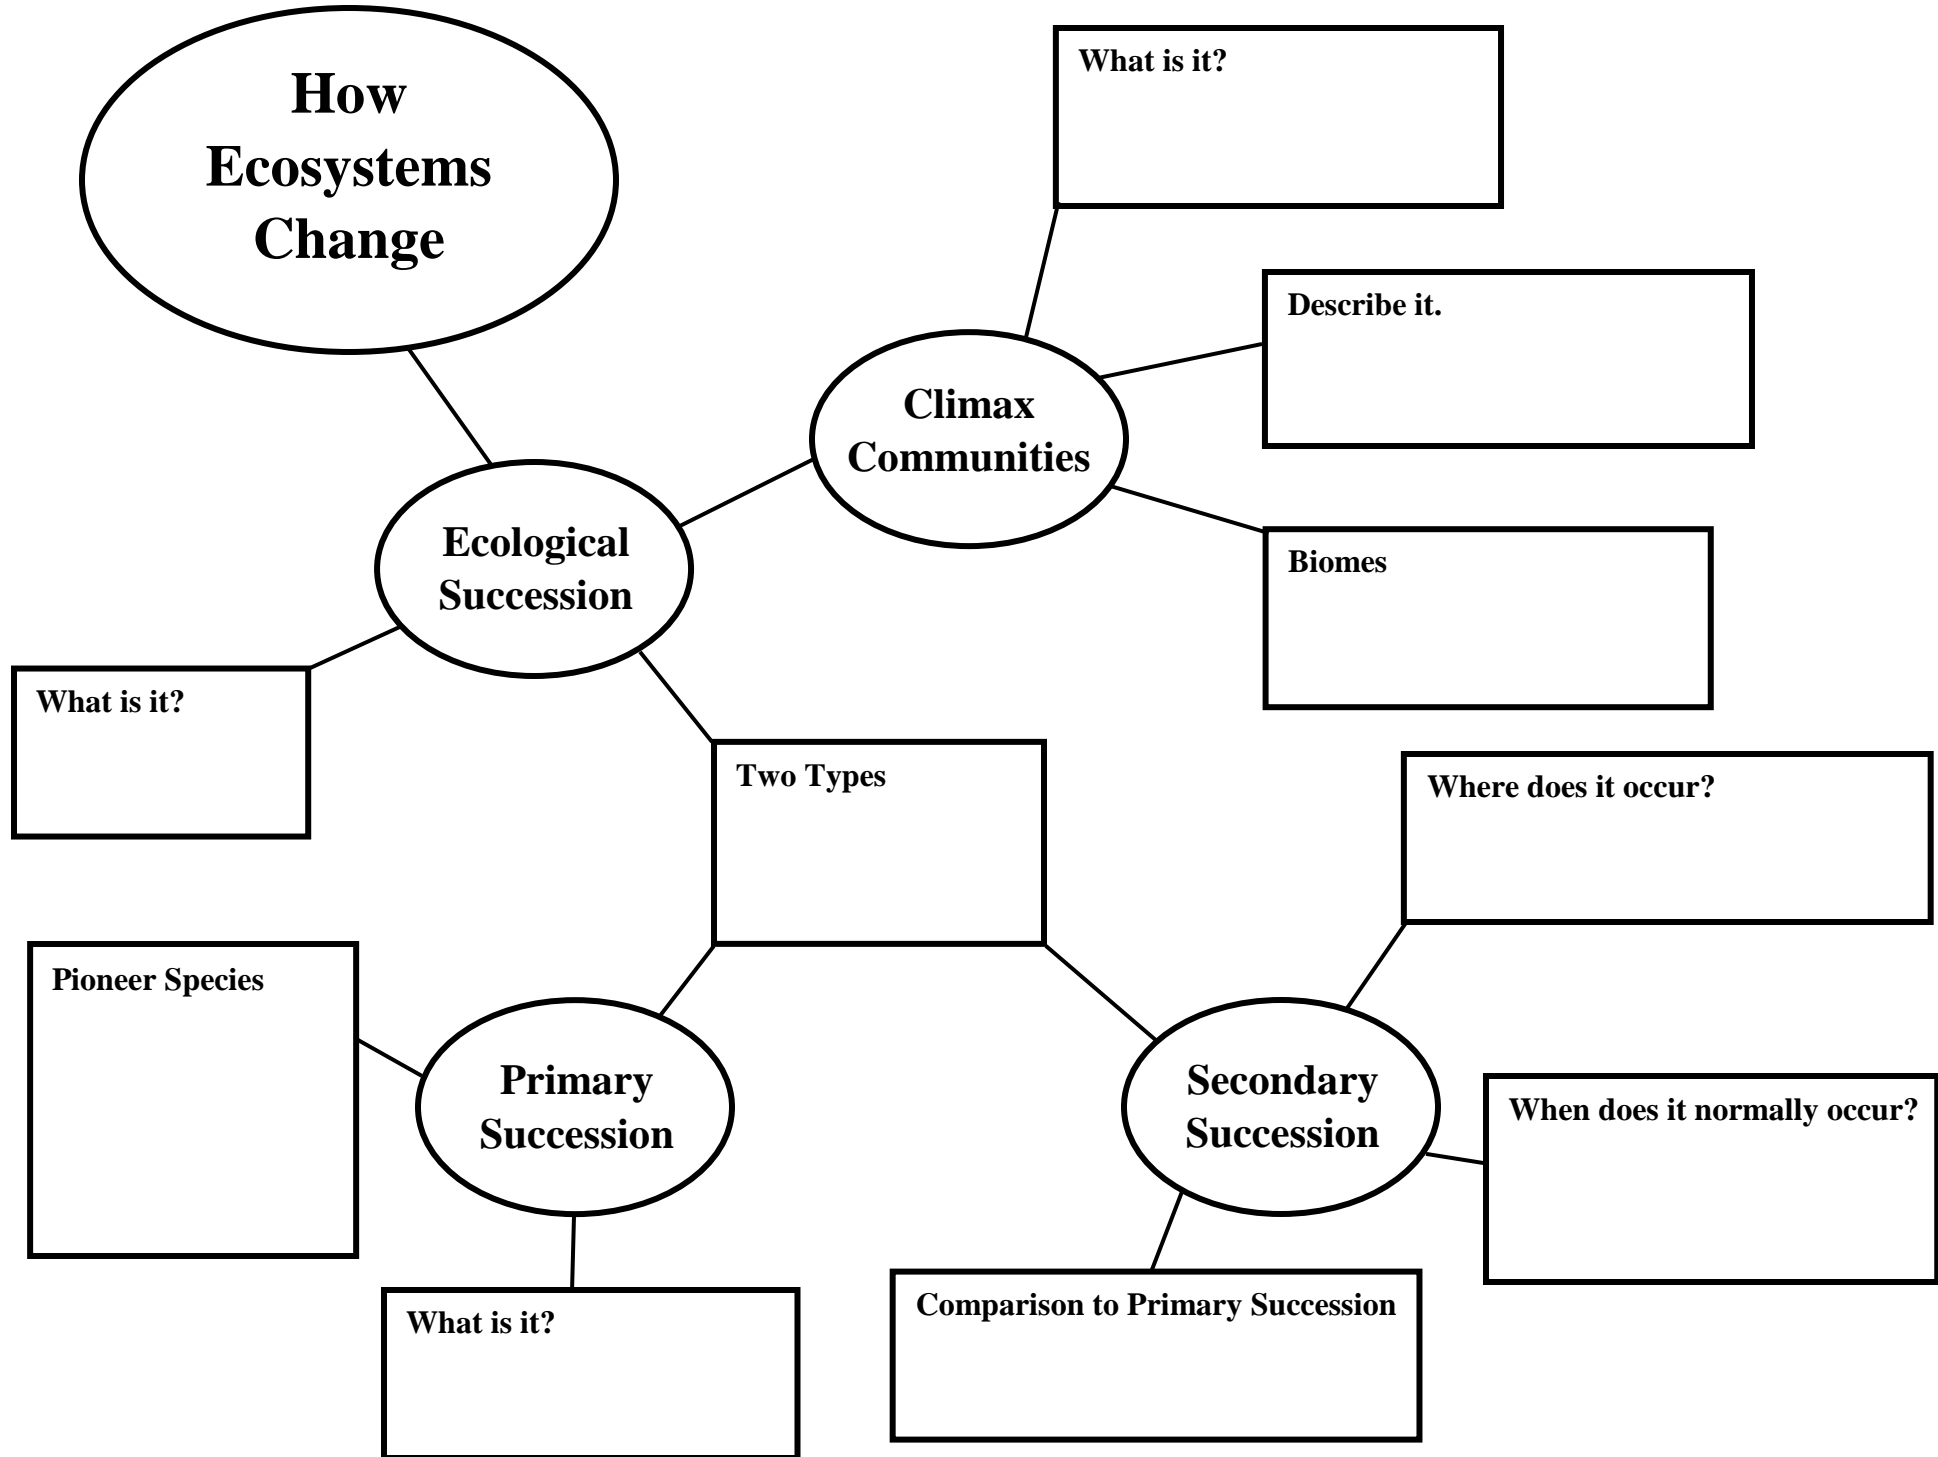 How
Ecosystems
Change
What is it?
Describe it.
Climax
Communities
Ecological
Succession
Biomes
What is it?
Two Types
Where does it occur?
Pioneer Species
Primary
Succession
Secondary
Succession
When does it normally occur?
What is it?
Comparison to Primary Succession